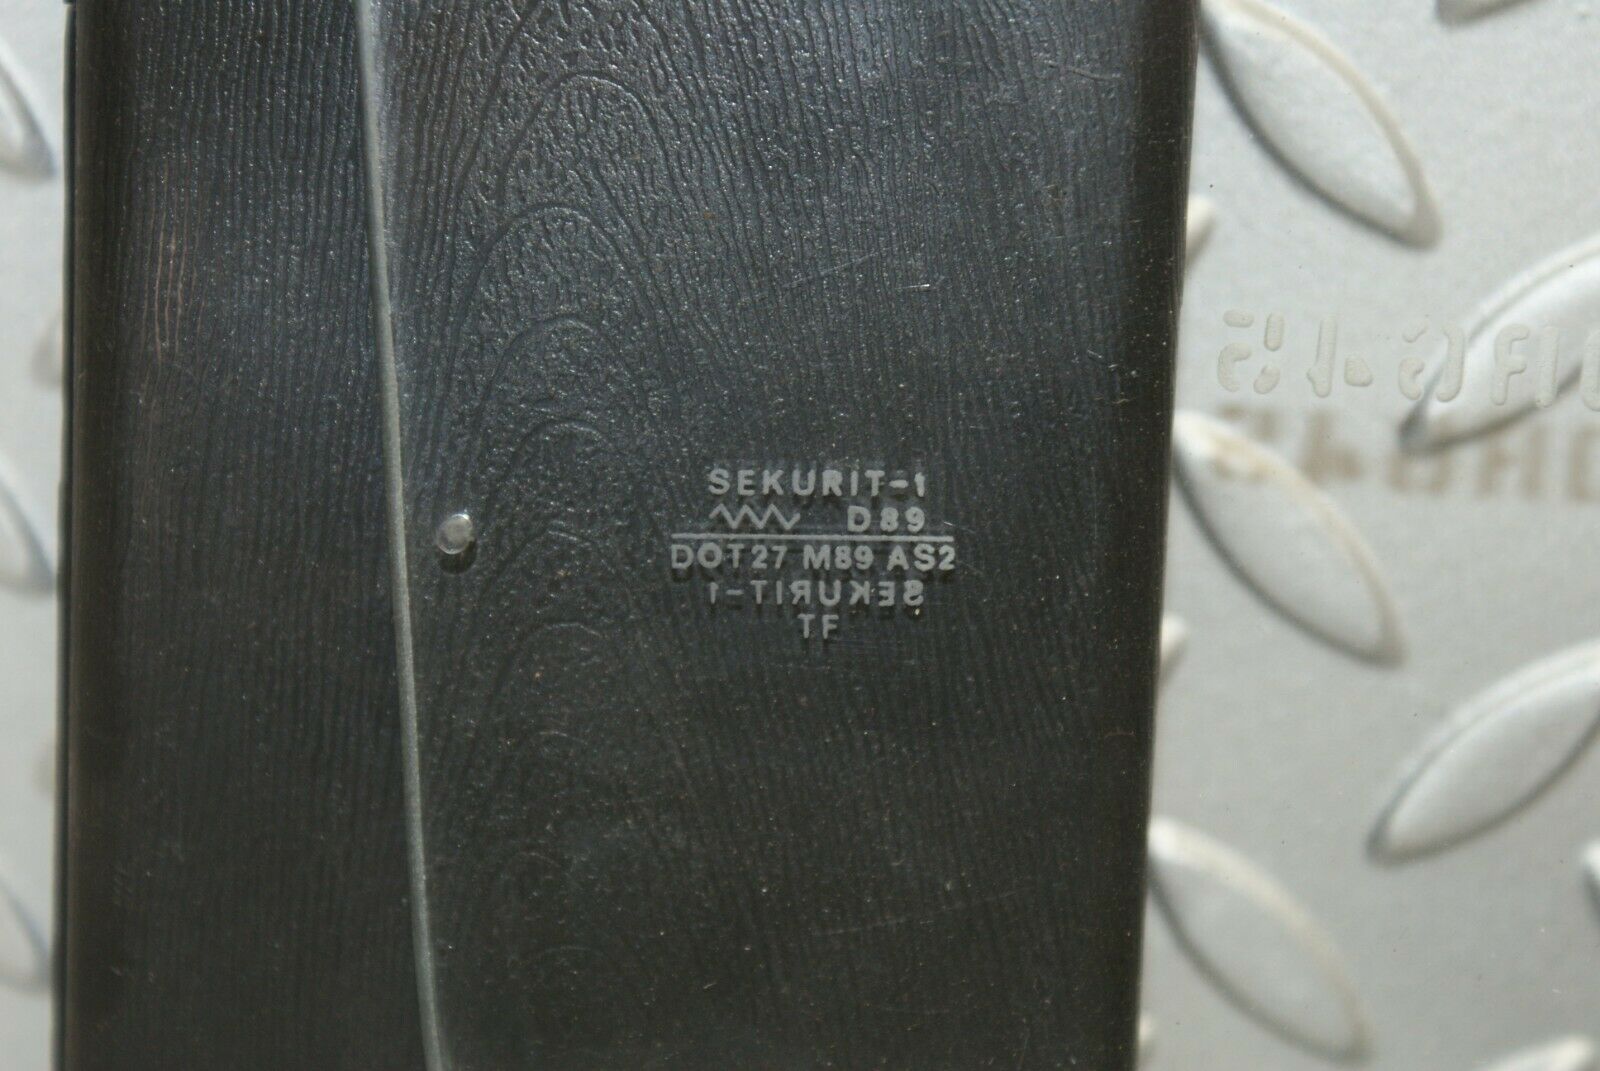 SEKURIT-1
D89
DOT27 M89 AS2
SEKURIT-1
TF